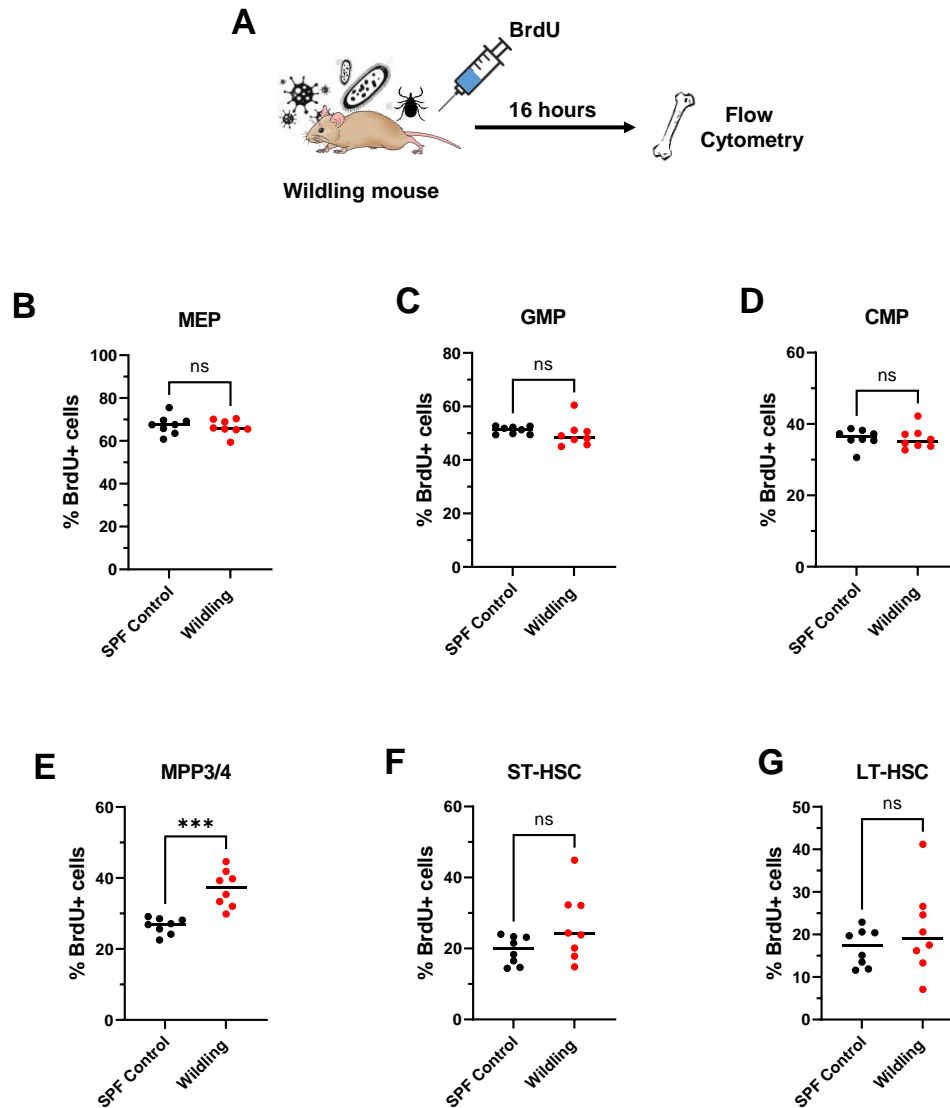 A
BrdU
16 hours
Flow
Cytometry
Wildling mouse
B
MEP
ns
100
80
60
40
20
0
% BrdU+ cells
SPF Control
Wildling
C
GMP
ns
80
60
40
20
0
% BrdU+ cells
SPF Control
Wildling
D
CMP
ns
60
40
20
0
% BrdU+ cells
SPF Control
Wildling
E
MPP3/4
***
60
40
20
0
% BrdU+ cells
SPF Control
Wildling
F
ST-HSC
ns
60
40
20
0
% BrdU+ cells
SPF Control
Wildling
G
LT-HSC
ns
50
40
30
20
10
0
% BrdU+ cells
SPF Control
Wildling